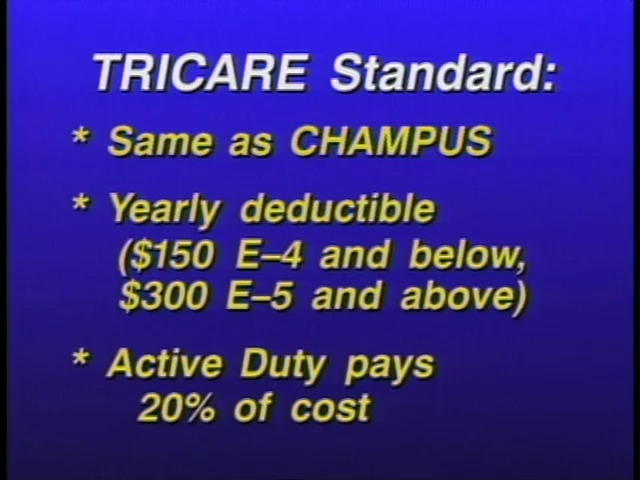 TRICARE Standard:
* Same as CHAMPUS
* Yearly deductible
($150 E–4 and below,
$300 E–5 and above)
* Active Duty pays
20% of cost